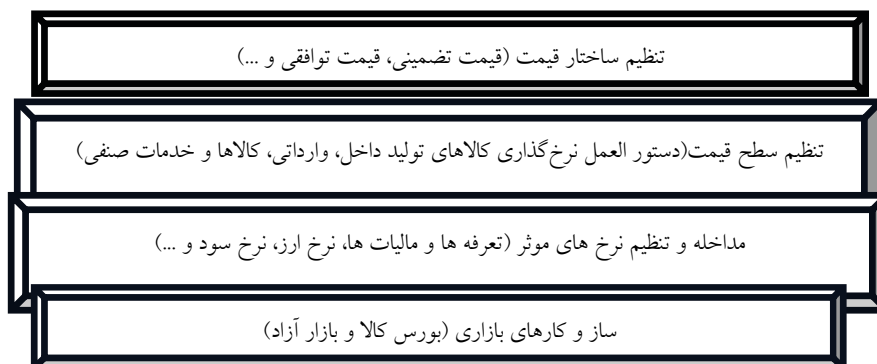 تنظیم ساختار قیمت (قیمت تضمینی، قیمت توافقی و ...)
تنظیم سطح قیمت(دستور العمل نرخ‌گذاری کالاهای تولید داخل، وارداتی، کالاها و خدمات صنفی)
مداخله و تنظیم نرخ های موثر (تعرفه ها و مالیات ها، نرخ ارز، نرخ سود و ...)
ساز و کارهای بازاری (بورس کالا و بازار آزاد)